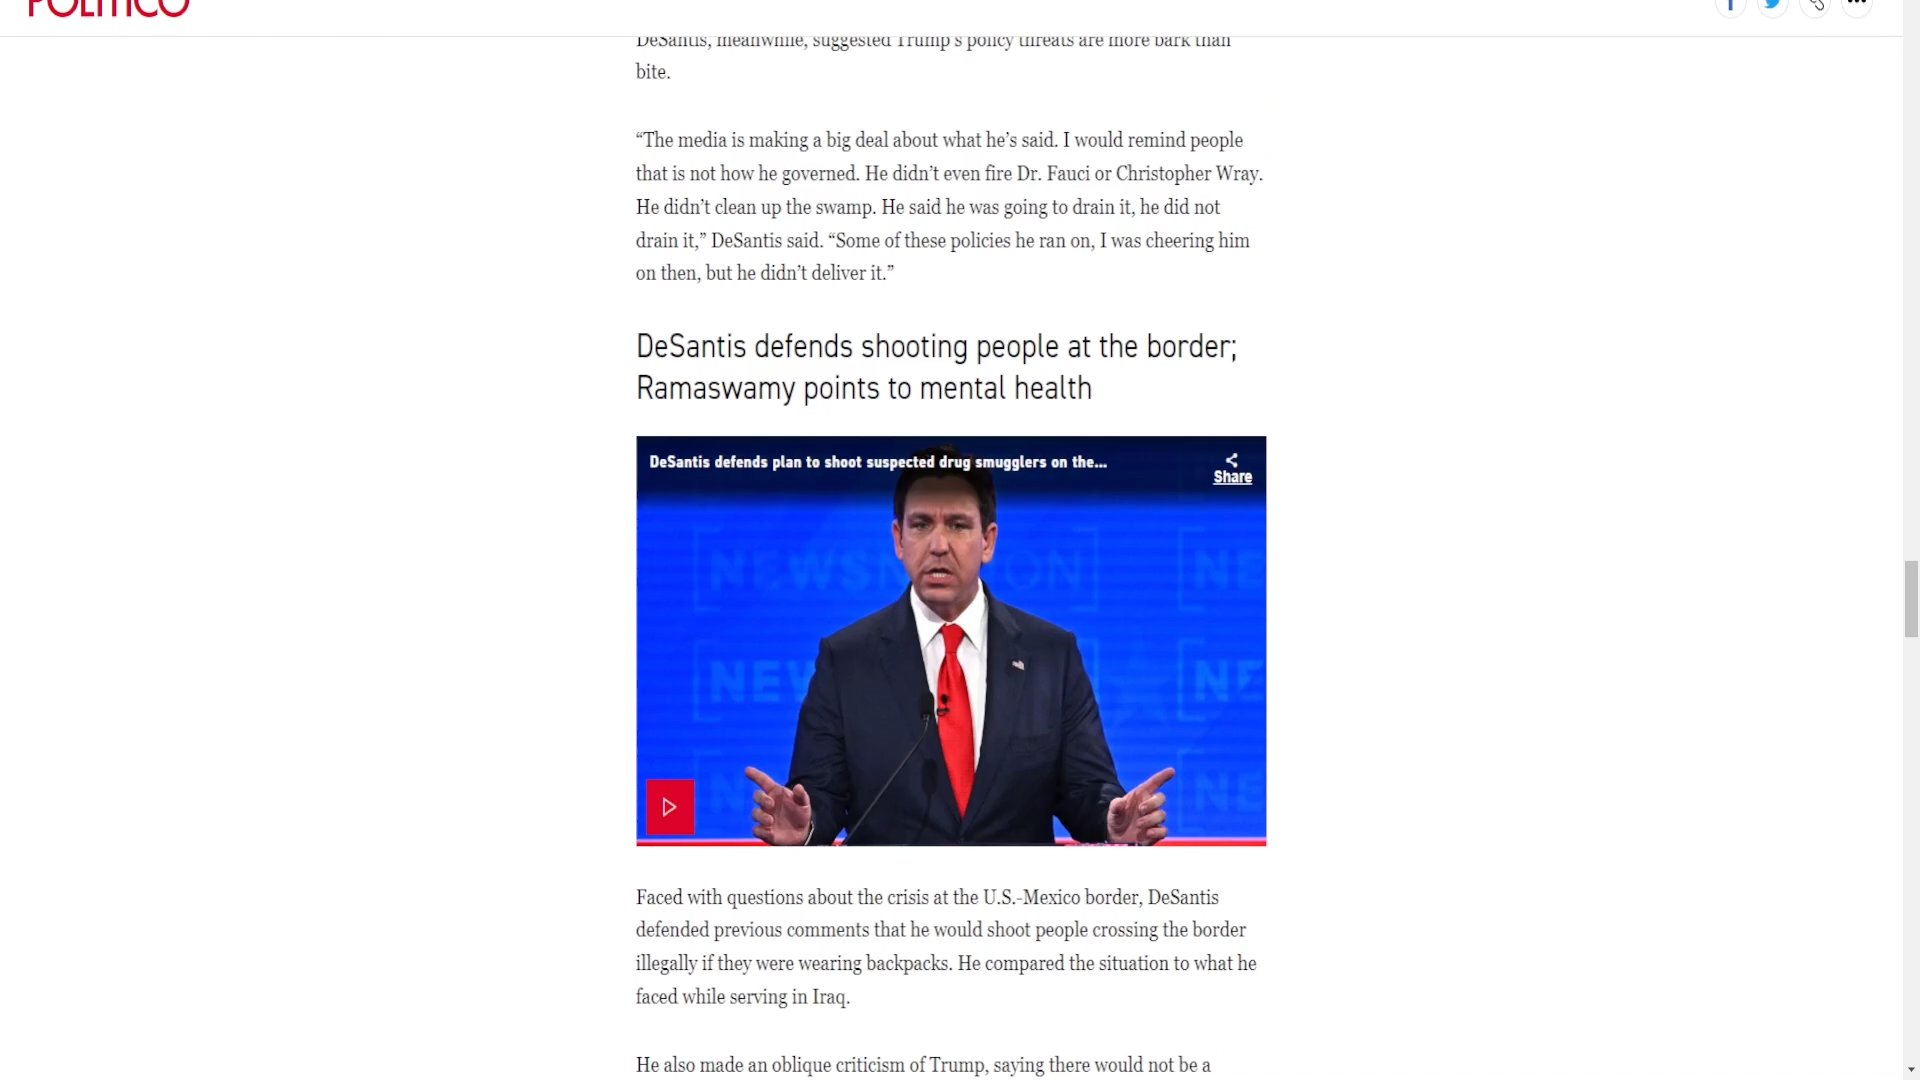 POLITICO
DeSantis, meanwhile, suggested Trump’s policy threats are more bark than
bite.
“The media is making a big deal about what he’s said. I would remind people
that is not how he governed. He didn’t even fire Dr. Fauci or Christopher Wray.
He didn’t clean up the swamp. He said he was going to drain it, he did not
drain it,” DeSantis said. “Some of these policies he ran on, I was cheering him
on then, but he didn’t deliver it.”
DeSantis defends shooting people at the border;
Ramaswamy points to mental health
DeSantis defends plan to shoot suspected drug smugglers on the...
Share
NEWSN ION NE
NEW NE
NE NE
Faced with questions about the crisis at the U.S.-Mexico border, DeSantis
defended previous comments that he would shoot people crossing the border
illegally if they were wearing backpacks. He compared the situation to what he
faced while serving in Iraq.
He also made an oblique criticism of Trump, saying there would not be a